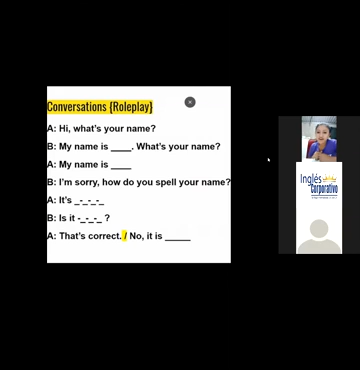 Conversations {Roleplay}
A: Hi, what's your name?
B: My name is ____. What's your name?
A: My name is ____
B: I'm sorry, how do you spell your name?
A: It's _-_-_-_
B: Is it -_-_-_ ?
A: That's correct. / No, it is _____
Inglés
Corporativo